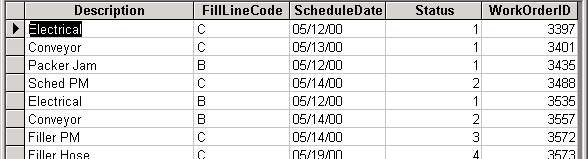 Description FillLineCode ScheduleDate Status WorkOrderID
Electrical C 05/12/00 1 3397
Conveyor C 05/13/00 1 3401
Packer Jam B 05/12/00 1 3435
Sched PM C 05/14/00 2 3488
Electrical B 05/12/00 1 3535
Conveyor B 05/14/00 2 3557
Filler PM C 05/14/00 3 3572
Filler Hose C 05/19/00 4 3573